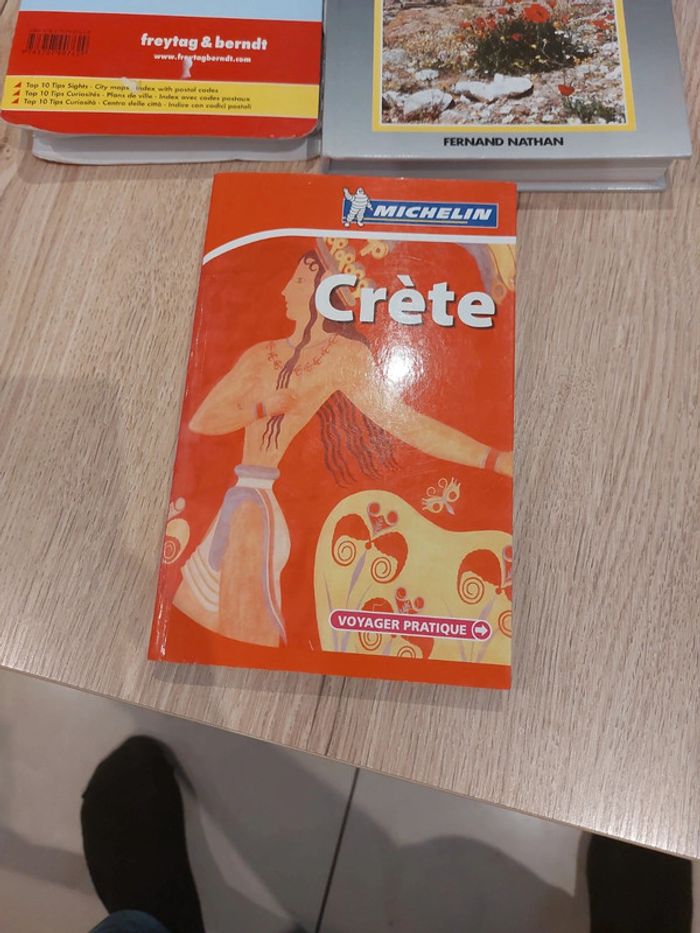 freytag & berndt
www.freytagberndt.com
Top 10 Tips Sights - City maps - Index with postal codes
Top 10 Tips Curiosités - Plans de ville - Index avec codes postaux
Top 10 Tips Curiosità - Centro delle città - Indice con codici postali
FERNAND NATHAN
MICHELIN
Crète
VOYAGER PRATIQUE